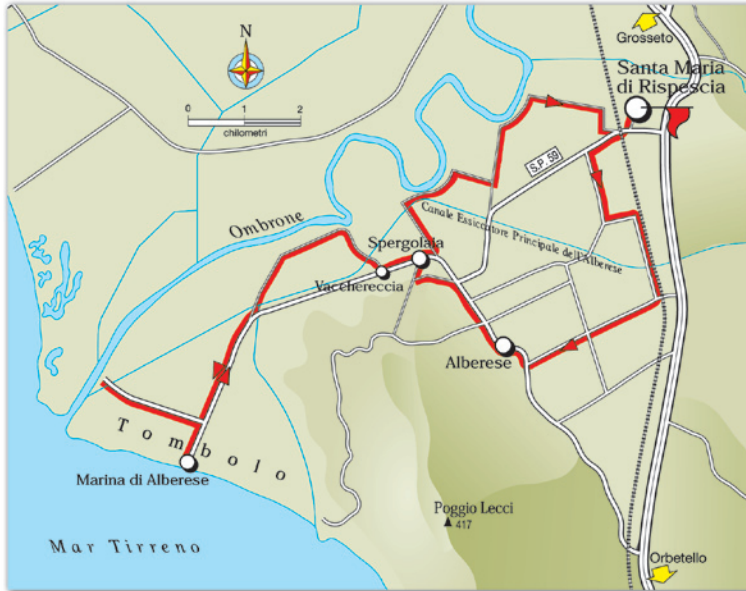 Grosseto
N
Santa Maria
di Rispescia
0 1 2
chilometri
S.P. 59
Ombrone
Canale Essiccatore Principale dell'Alberese
Spergolaia
Vacchereccia
Alberese
Tombolo
Marina di Alberese
Poggio Lecci
417
Mar Tirreno
Orbetello